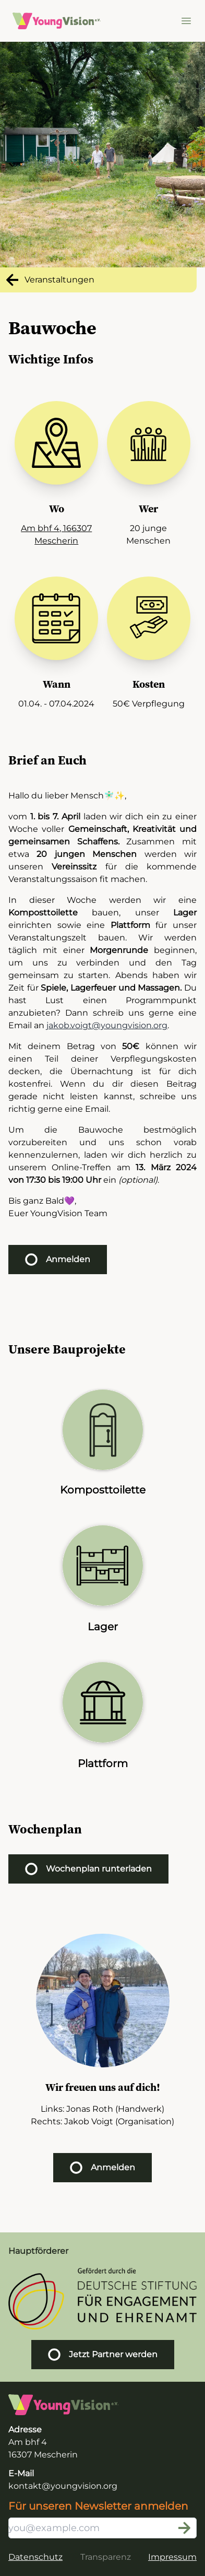 YoungVision e.V.
Veranstaltungen
Bauwoche
Wichtige Infos
Wo
Wer
Am bhf 4, 166307
Mescherin
20 junge
Menschen
Wann
Kosten
01.04. - 07.04.2024
50€ Verpflegung
Brief an Euch
Hallo du lieber Mensch🧚✨,
vom 1. bis 7. April laden wir dich ein zu einer
Woche voller Gemeinschaft, Kreativität und
gemeinsamen Schaffens. Zusammen mit
etwa 20 jungen Menschen werden wir
unseren Vereinssitz für die kommende
Veranstaltungssaison fit machen.
In dieser Woche werden wir eine
Komposttoilette bauen, unser Lager
einrichten sowie eine Plattform für unser
Veranstaltungszelt bauen. Wir werden
täglich mit einer Morgenrunde beginnen,
um uns zu verbinden und den Tag
gemeinsam zu starten. Abends haben wir
Zeit für Spiele, Lagerfeuer und Massagen. Du
hast Lust einen Programmpunkt
anzubieten? Dann schreib uns gerne eine
Email an jakob.voigt@youngvision.org.
Mit deinem Betrag von 50€ können wir
einen Teil deiner Verpflegungskosten
decken, die Übernachtung ist für dich
kostenfrei. Wenn du dir diesen Beitrag
gerade nicht leisten kannst, schreibe uns
richtig gerne eine Email.
Um die Bauwoche bestmöglich
vorzubereiten und uns schon vorab
kennenzulernen, laden wir dich herzlich zu
unserem Online-Treffen am 13. März 2024
von 17:30 bis 19:00 Uhr ein (optional).
Bis ganz Bald💜,
Euer YoungVision Team
Anmelden
Unsere Bauprojekte
Komposttoilette
Lager
Plattform
Wochenplan
Wochenplan runterladen
Wir freuen uns auf dich!
Links: Jonas Roth (Handwerk)
Rechts: Jakob Voigt (Organisation)
Anmelden
Hauptförderer
Gefördert durch die
DEUTSCHE STIFTUNG
FÜR ENGAGEMENT
UND EHRENAMT
Jetzt Partner werden
YoungVision e.V.
Adresse
Am bhf 4
16307 Mescherin
E-Mail
kontakt@youngvision.org
Für unseren Newsletter anmelden
you@example.com
Datenschutz
Transparenz
Impressum